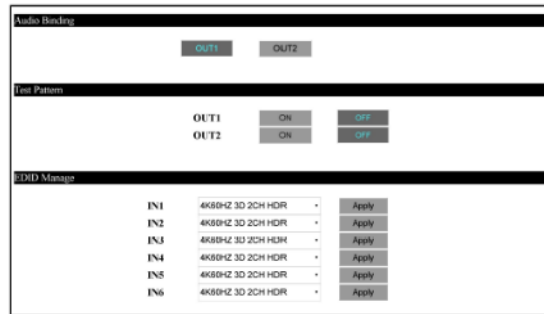 Audio Binding
OUT1 OUT2
Test Pattern
OUT1 ON OFF
OUT2 ON OFF
EDID Manage
IN1 4K60HZ 3D 2CH HDR Apply
IN2 4K60HZ 3D 2CH HDR Apply
IN3 4K60HZ 3D 2CH HDR Apply
IN4 4K60HZ 3D 2CH HDR Apply
IN5 4K60HZ 3D 2CH HDR Apply
IN6 4K60HZ 3D 2CH HDR Apply